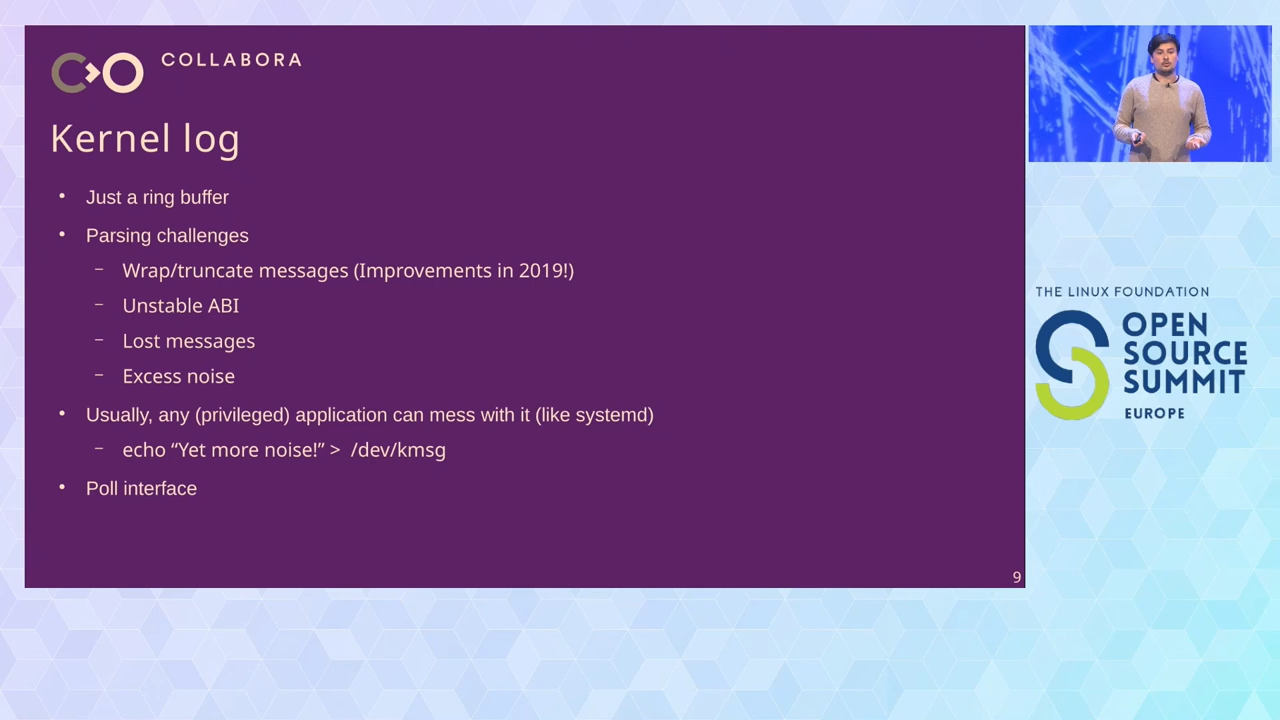 COLLABORA
Kernel log
• Just a ring buffer
• Parsing challenges
– Wrap/truncate messages (Improvements in 2019!)
– Unstable ABI
– Lost messages
– Excess noise
• Usually, any (privileged) application can mess with it (like systemd)
– echo “Yet more noise!” > /dev/kmsg
• Poll interface
9
THE LINUX FOUNDATION
OPEN
SOURCE
SUMMIT
EUROPE